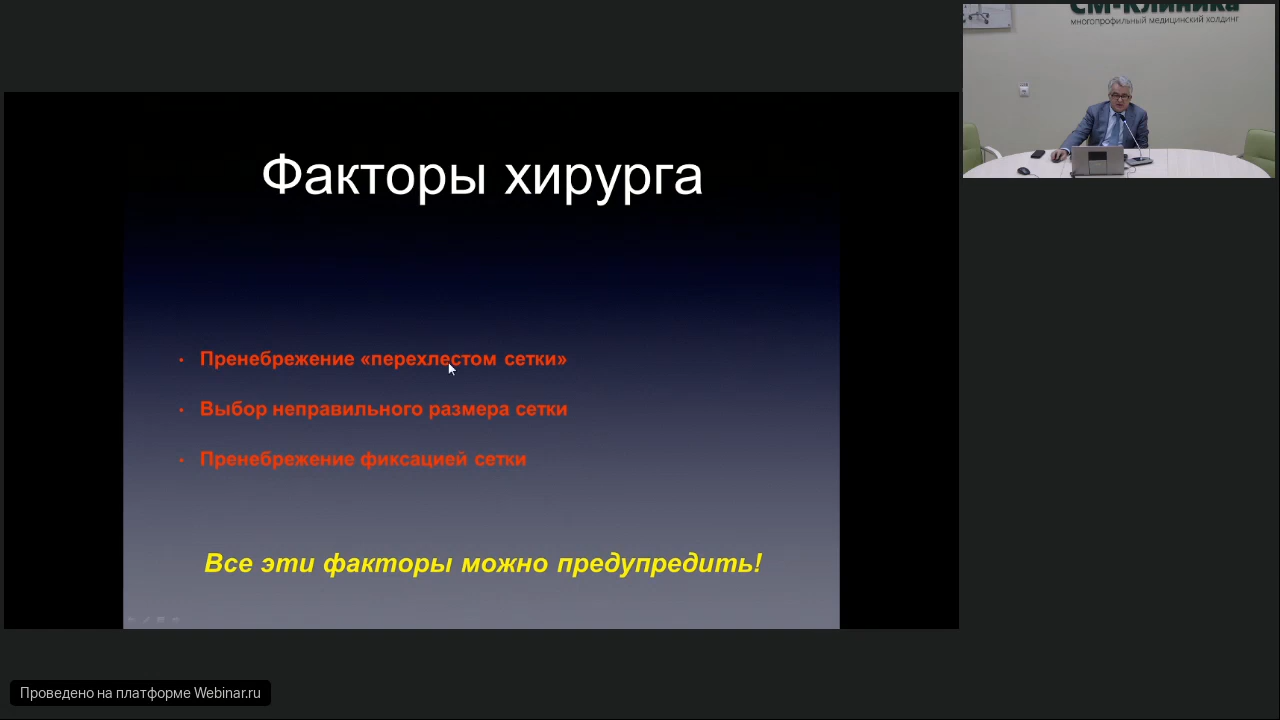 Факторы хирурга
• Пренебрежение «перехлестом сетки»
• Выбор неправильного размера сетки
• Пренебрежение фиксацией сетки
Все эти факторы можно предупредить!
СМ-Клиника
многопрофильный медицинский холдинг
Проведено на платформе Webinar.ru